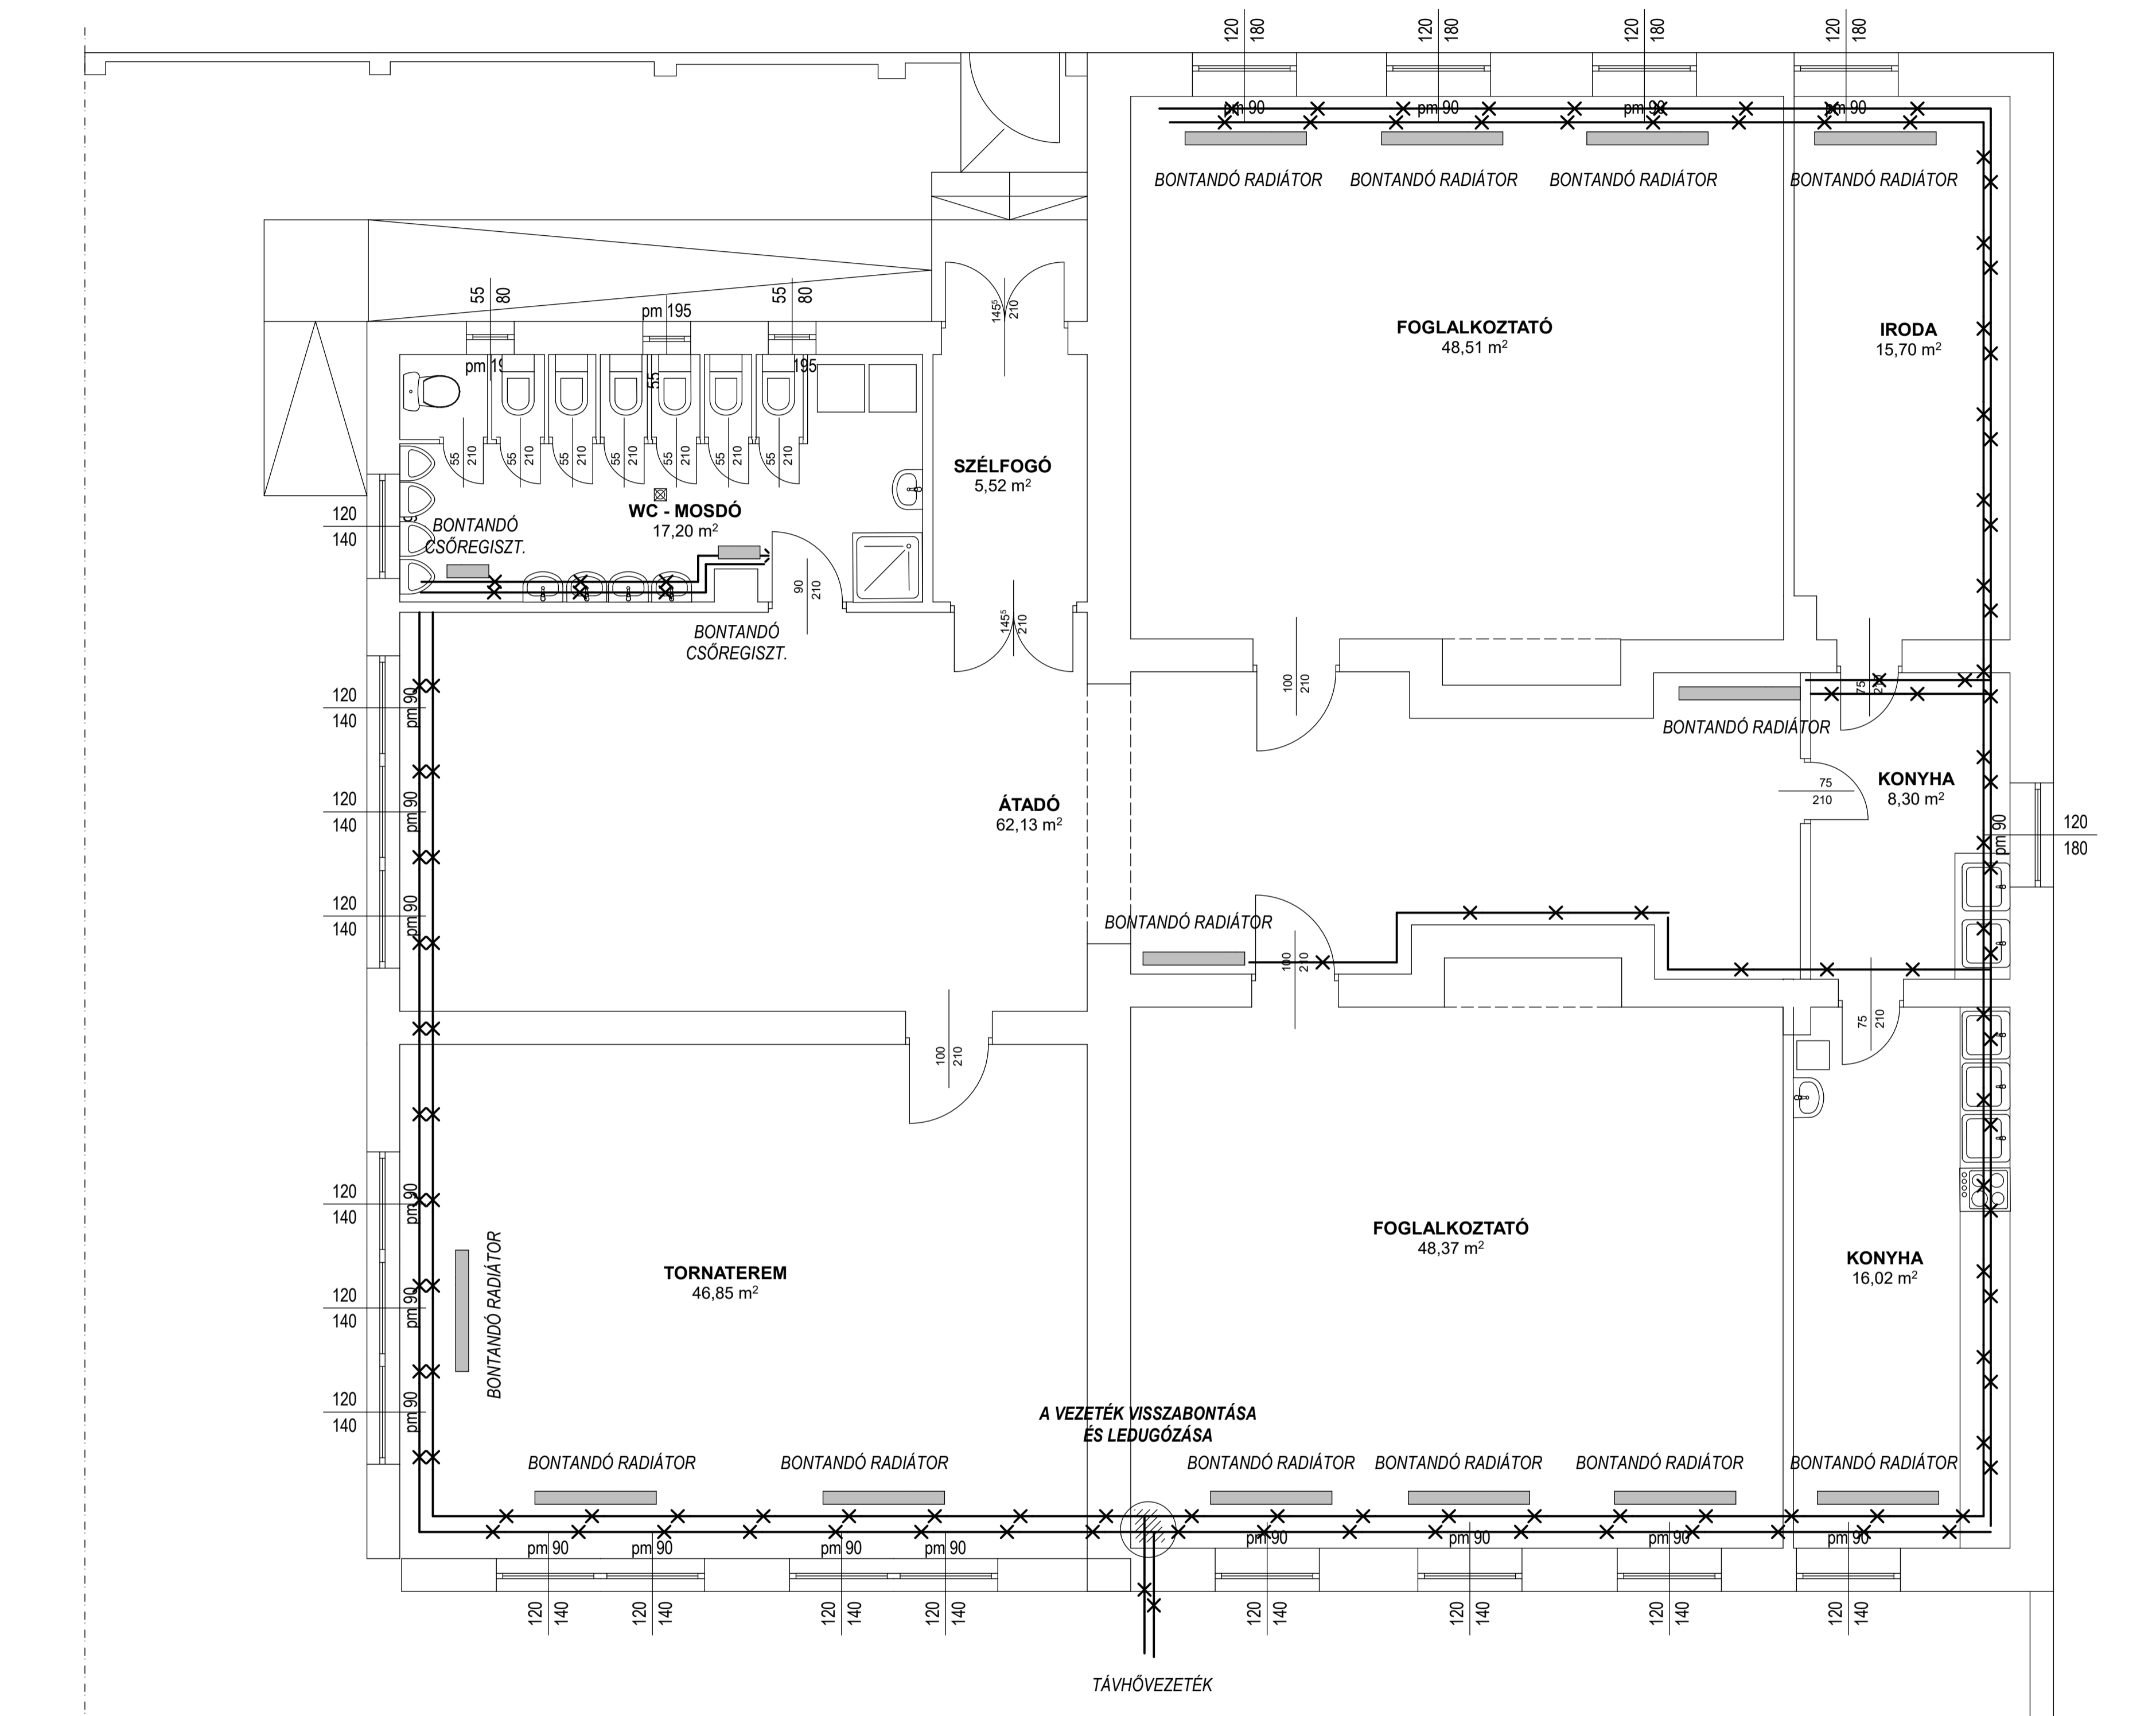 120
180
120
180
120
180
120
180
pm 90
pm 90
pm 90
pm 90
BONTANDÓ RADIÁTOR
BONTANDÓ RADIÁTOR
BONTANDÓ RADIÁTOR
BONTANDÓ RADIÁTOR
55
80
pm 195
55
80
145⁵
210
FOGLALKOZTATÓ
48,51 m²
IRODA
15,70 m²
55
195
55
210
55
210
55
210
55
210
55
210
55
210
55
210
SZÉLFOGÓ
5,52 m²
WC - MOSDÓ
17,20 m²
120
140
BONTANDÓ
CSŐREGISZT.
90
210
BONTANDÓ
CSŐREGISZT.
145⁵
210
100
210
75
210
120
140
pm 90
BONTANDÓ RADIÁTOR
75
210
KONYHA
8,30 m²
ÁTADÓ
62,13 m²
120
140
pm 90
pm 90
120
180
120
140
pm 90
BONTANDÓ RADIÁTOR
100
210
75
210
100
210
120
140
pm 90
FOGLALKOZTATÓ
48,37 m²
KONYHA
16,02 m²
TORNATEREM
46,85 m²
BONTANDÓ RADIÁTOR
120
140
pm 90
120
140
pm 90
A VEZETÉK VISSZABONTÁSA
ÉS LEDUGÓZÁSA
BONTANDÓ RADIÁTOR
BONTANDÓ RADIÁTOR
BONTANDÓ RADIÁTOR
BONTANDÓ RADIÁTOR
BONTANDÓ RADIÁTOR
BONTANDÓ RADIÁTOR
pm 90
pm 90
pm 90
pm 90
pm 90
pm 90
pm 90
pm 90
120
140
120
140
120
140
120
140
120
140
120
140
120
140
120
140
TÁVHŐVEZETÉK